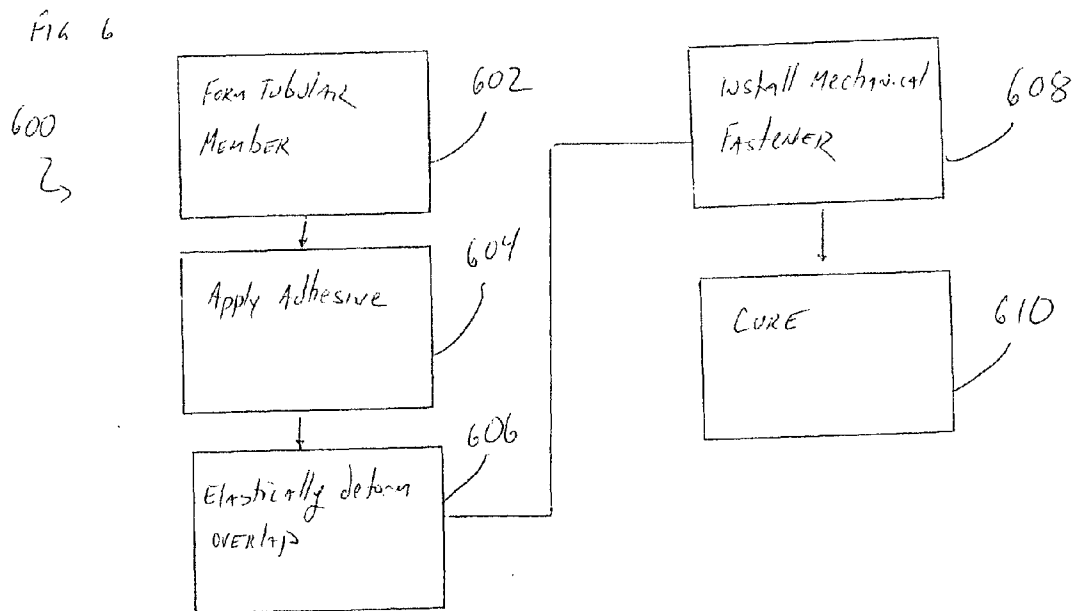 FIG 6
600
FORM TUBULAR
MEMBER
602
Apply Adhesive
604
Elastically deform
OVERLAP
606
INstall MechANical
FAsteNER
608
CURE
610